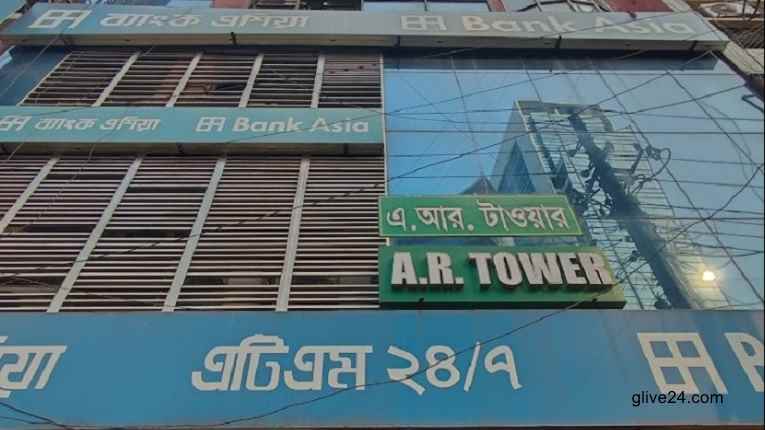 ব্যাংক এশিয়া Bank Asia
ব্যাংক এশিয়া Bank Asia
এ.আর. টাওয়ার
A.R. TOWER
এটিএম ২৪/৭
glive24.com